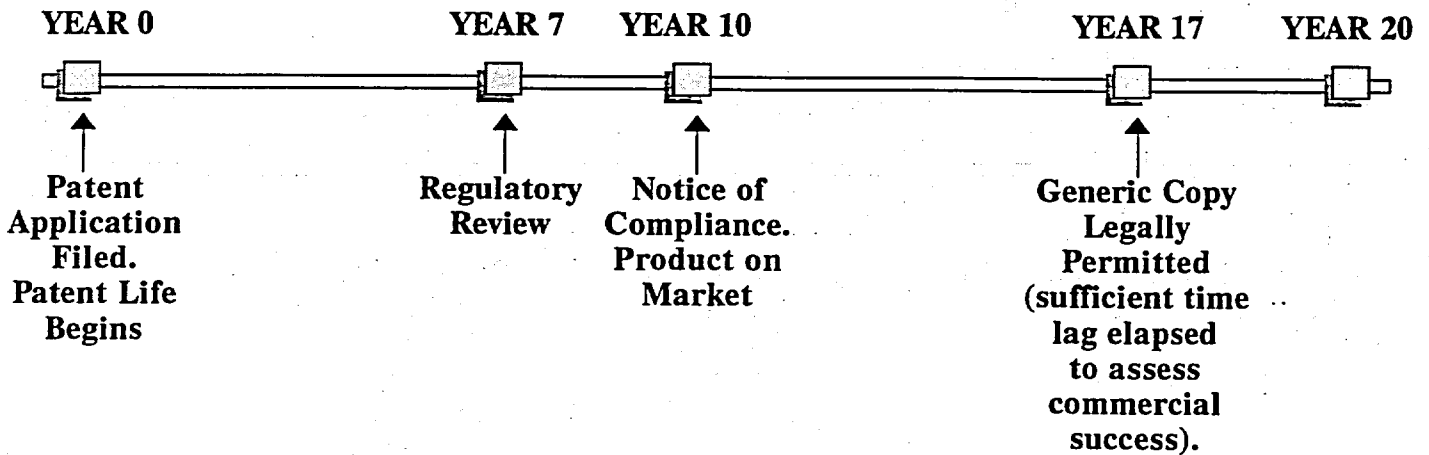 YEAR 0 YEAR 7 YEAR 10 YEAR 17 YEAR 20
Patent
Application
Filed.
Patent Life
Begins
Regulatory
Review
Notice of
Compliance.
Product on
Market
Generic Copy
Legally
Permitted
(sufficient time
lag elapsed
to assess
commercial
success).